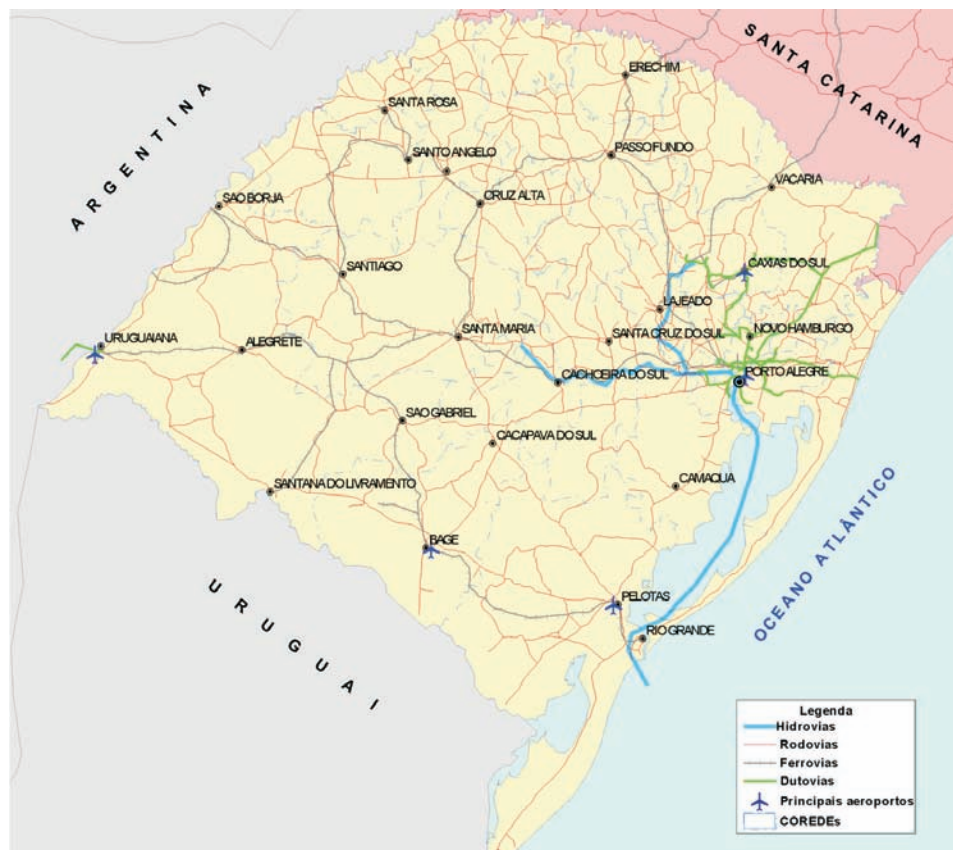 SANTA CATARINA
ARGENTINA
ERECHIM
SANTA ROSA
PASSO FUNDO
SANTO ANGELO
VACARIA
CRUZ ALTA
SAO BORJA
SANTIAGO
CAXIAS DO SUL
LAJEADO
SANTA MARIA
SANTA CRUZ DO SUL
NOVO HAMBURGO
URUGUAIANA
ALEGRETE
PORTO ALEGRE
CACHOEIRA DO SUL
SAO GABRIEL
CACAPAVA DO SUL
SANTANA DO LIVRAMENTO
CAMAQUA
BAGE
OCEANO ATLÀNTICO
PELOTAS
RIO GRANDE
URUGUAI
Legenda
Hidrovias
Rodovias
Ferrovias
Dutovias
Principais aeroportos
COREDEs